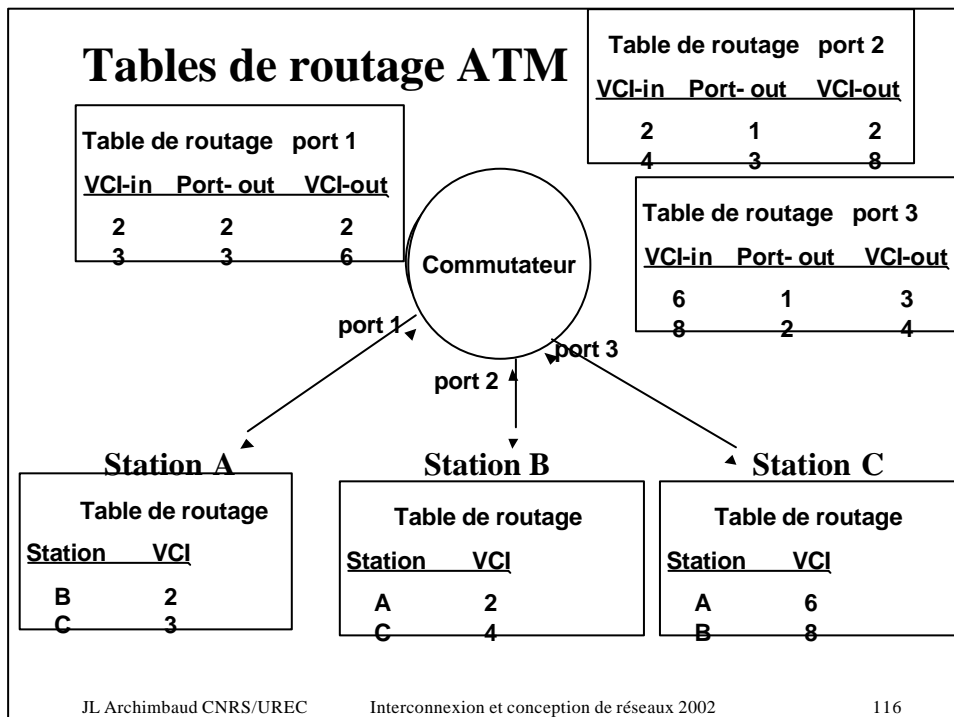 Tables de routage ATM
Table de routage port 1
VCI-in Port- out VCI-out
2 2 2
3 3 6
Table de routage port 2
VCI-in Port- out VCI-out
2 1 2
4 3 8
Table de routage port 3
VCI-in Port- out VCI-out
6 1 3
8 2 4
Commutateur
port 1
port 2
port 3
Station A
Table de routage
Station VCI
B 2
C 3
Station B
Table de routage
Station VCI
A 2
C 4
Station C
Table de routage
Station VCI
A 6
B 8
JL Archimbaud CNRS/UREC Interconnexion et conception de réseaux 2002 116